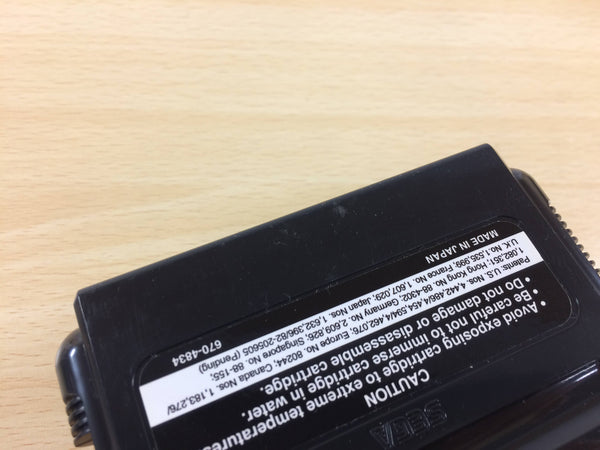 SEGA
CAUTION
Avoid exposing cartridge to extreme temperatures
• Be careful not to immerse cartridge in water.
• Do not damage or disassemble cartridge.
Patents: U.S. Nos. 4,442,486/4,454,594/4,462,076; Europe No. 80244; Canada Nos. 1,183,276/
1,082,351; Hong Kong No. 88-4302; Germany No. 2,609,826; Singapore No. 88-155;
U.K. No. 1,535,999; France No. 1,607,029; Japan Nos. 1,632,396/82-205605 (Pending)
MADE IN JAPAN
670-4834